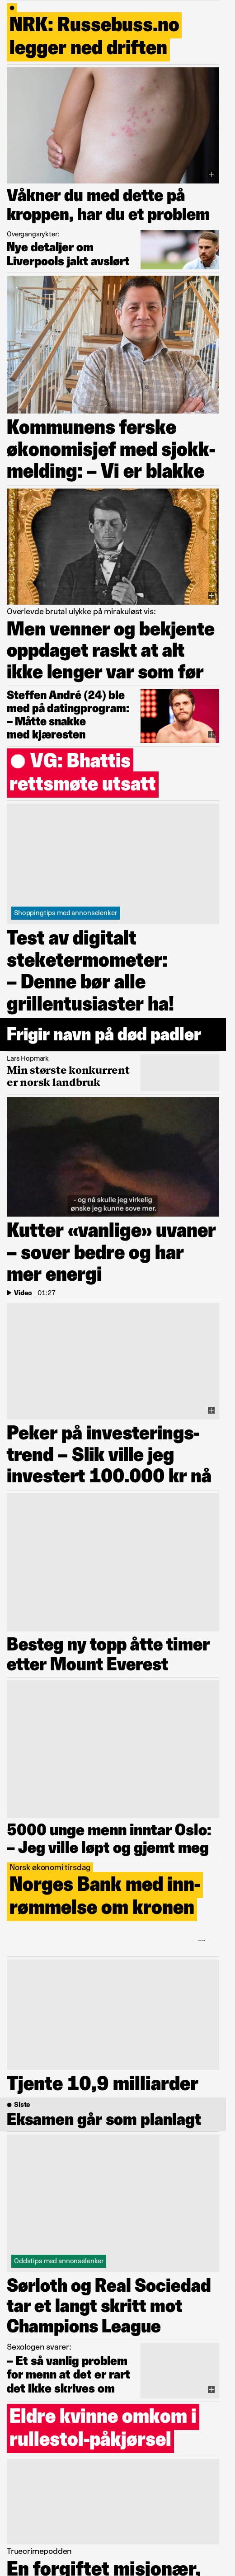 NRK: Russebuss.no
legger ned driften
Våkner du med dette på
kroppen, har du et problem
Overgangsrykter:
Nye detaljer om
Liverpools jakt avslørt
Kommunens ferske
økonomisjef med sjokk-
melding: – Vi er blakke
Overlevde brutal ulykke på mirakuløst vis:
Men venner og bekjente
oppdaget raskt at alt
ikke lenger var som før
Steffen André (24) ble
med på datingprogram:
– Måtte snakke
med kjæresten
VG: Bhattis
rettsmøte utsatt
Shoppingtips med annonselenker
Test av digitalt
steketermometer:
– Denne bør alle
grillentusiaster ha!
Frigir navn på død padler
Lars Hopmark
Min største konkurrent
er norsk landbruk
- og nå skulle jeg virkelig
ønske jeg kunne sove mer.
Kutter «vanlige» uvaner
– sover bedre og har
mer energi
Video | 01:27
Peker på investerings-
trend – Slik ville jeg
investert 100.000 kr nå
Besteg ny topp åtte timer
etter Mount Everest
5000 unge menn inntar Oslo:
– Jeg ville løpt og gjemt meg
Norsk økonomi tirsdag
Norges Bank med inn-
rømmelse om kronen
Tjente 10,9 milliarder
Siste
Eksamen går som planlagt
Oddstips med annonselenker
Sørloth og Real Sociedad
tar et langt skritt mot
Champions League
Sexologen svarer:
– Et så vanlig problem
for menn at det er rart
det ikke skrives om
Eldre kvinne omkom i
rullestol-påkjørsel
Truecrimepodden
En forgiftet misjonær,